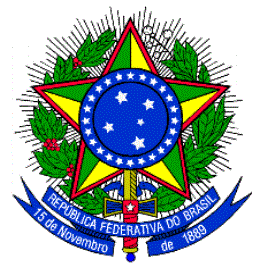 REPÚBLICA FEDERATIVA DO BRASIL
15 de Novembro de 1889